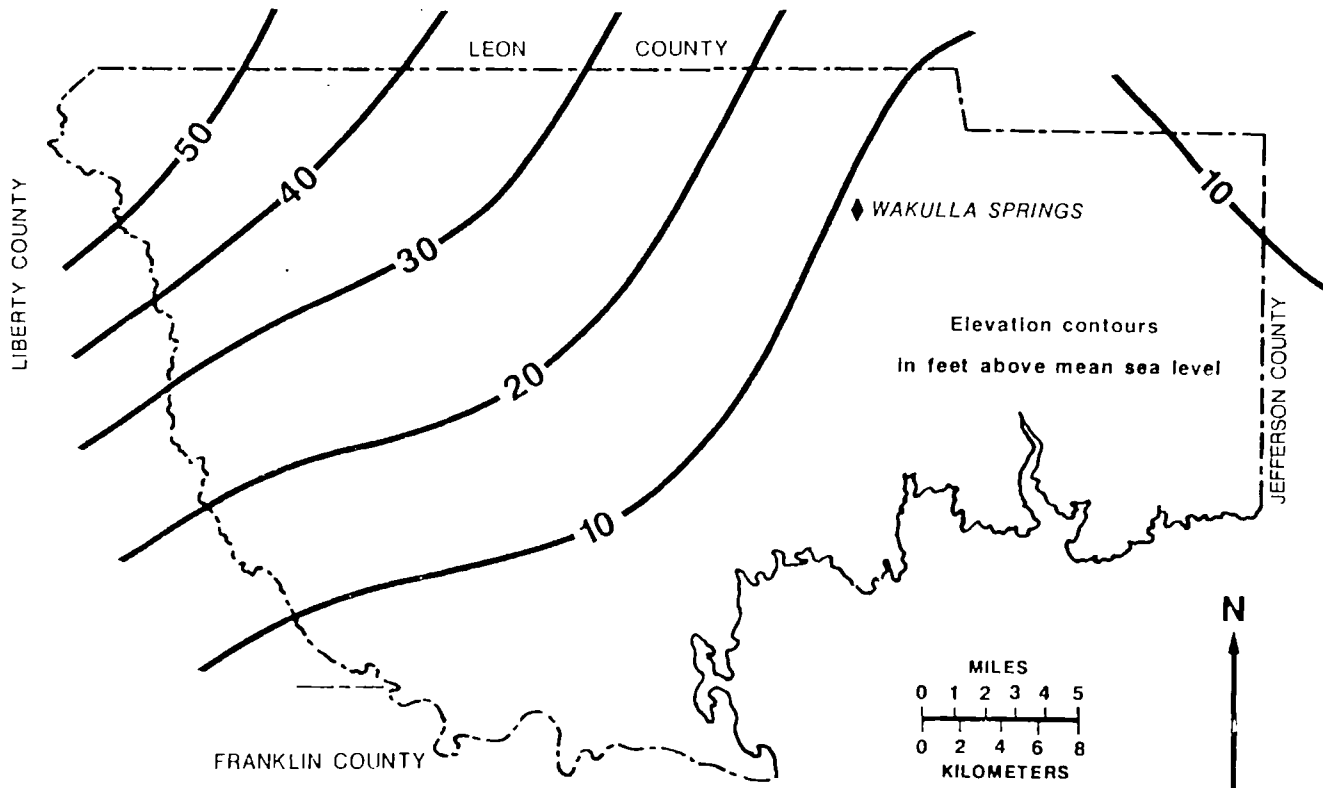 LEON COUNTY
50
40
10
WAKULLA SPRINGS
30
LIBERTY COUNTY
Elevation contours
in feet above mean sea level
20
JEFFERSON COUNTY
10
N
MILES
0 1 2 3 4 5
0 2 4 6 8
KILOMETERS
FRANKLIN COUNTY